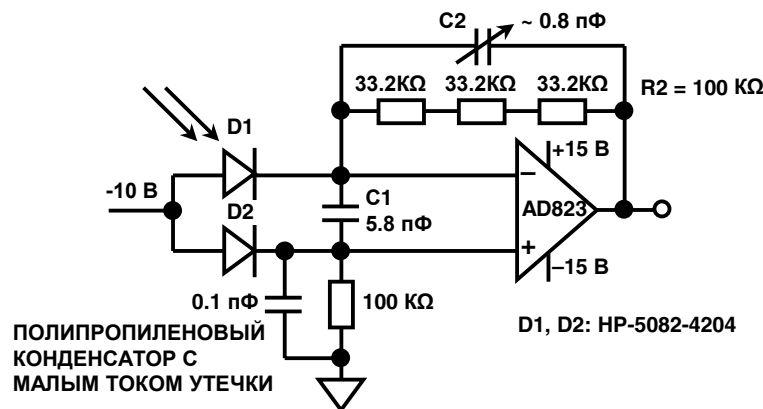 C2
~ 0.8 пФ
33.2KΩ 33.2KΩ 33.2KΩ
R2 = 100 KΩ
D1
+15 В
-10 В
C1
5.8 пФ
–
AD823
D2
+
–15 В
0.1 пФ
100 KΩ
D1, D2: HP-5082-4204
ПОЛИПРОПИЛЕНОВЫЙ
КОНДЕНСАТОР С
МАЛЫМ ТОКОМ УТЕЧКИ